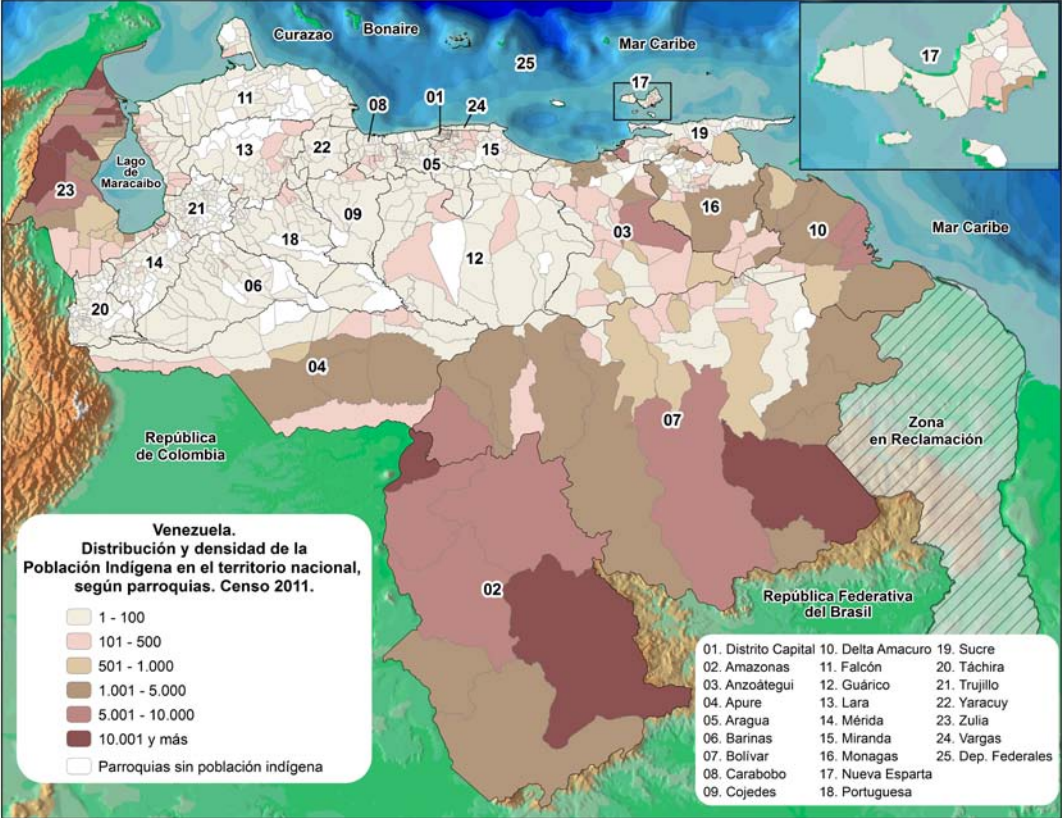 Curazao
Bonaire
Mar Caribe
25
17
17
11
08
01
24
19
13
22
05
15
Lago
de
Maracaibo
23
21
09
16
03
10
Mar Caribe
18
12
14
06
20
04
07
República
de Colombia
Zona
en Reclamación
02
República Federativa
del Brasil
Venezuela.
Distribución y densidad de la
Población Indígena en el territorio nacional,
según parroquias. Censo 2011.
1 - 100
101 - 500
501 - 1.000
1.001 - 5.000
5.001 - 10.000
10.001 y más
Parroquias sin población indígena
01. Distrito Capital
02. Amazonas
03. Anzoátegui
04. Apure
05. Aragua
06. Barinas
07. Bolívar
08. Carabobo
09. Cojedes
10. Delta Amacuro
11. Falcón
12. Guárico
13. Lara
14. Mérida
15. Miranda
16. Monagas
17. Nueva Esparta
18. Portuguesa
19. Sucre
20. Táchira
21. Trujillo
22. Yaracuy
23. Zulia
24. Vargas
25. Dep. Federales